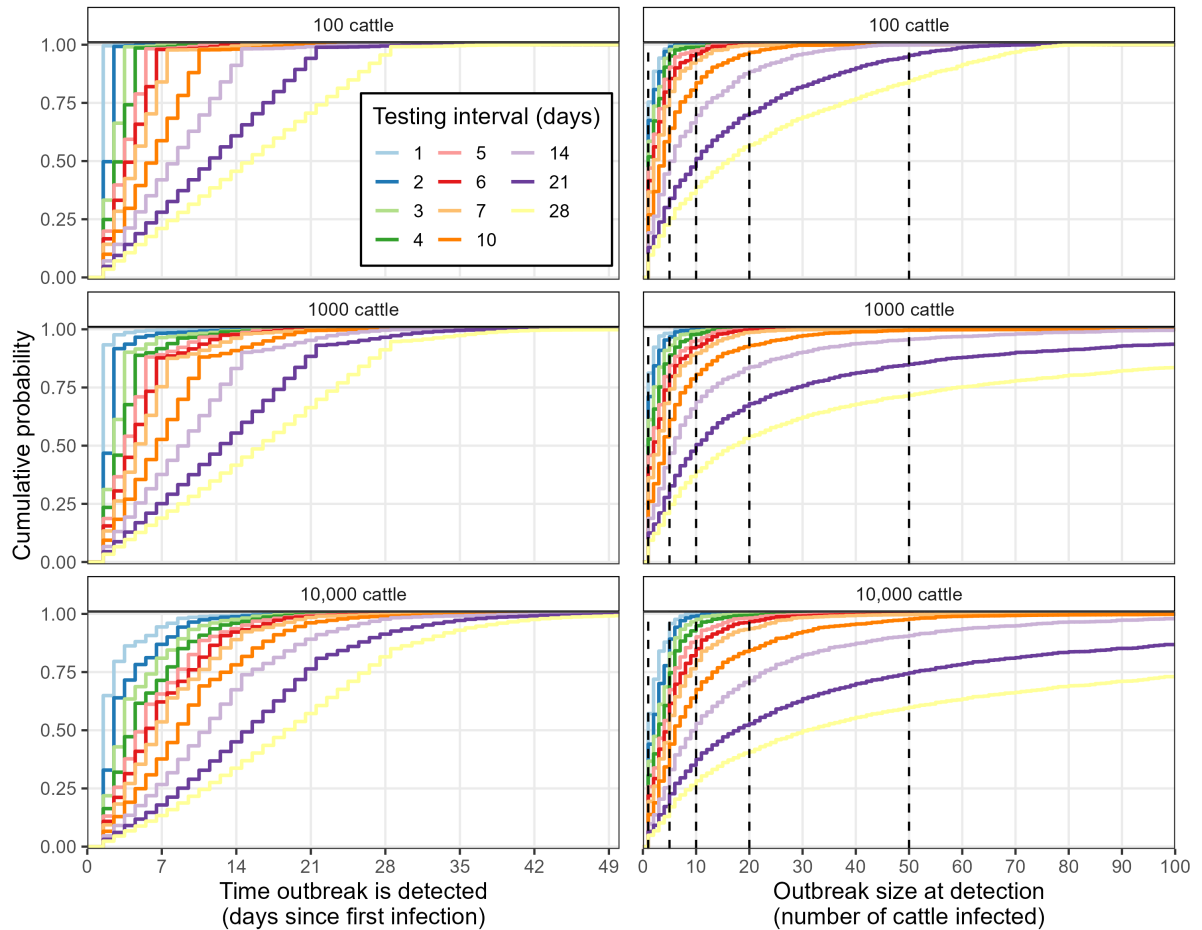 100 cattle
100 cattle
1.00
0.75
0.50
0.25
0.00
Testing interval (days)
1 5 14
2 6 21
3 7 28
4 10
1000 cattle
1000 cattle
1.00
0.75
0.50
0.25
0.00
Cumulative probability
10,000 cattle
10,000 cattle
1.00
0.75
0.50
0.25
0.00
0 7 14 21 28 35 42 49
0 10 20 30 40 50 60 70 80 90 100
Time outbreak is detected
(days since first infection)
Outbreak size at detection
(number of cattle infected)